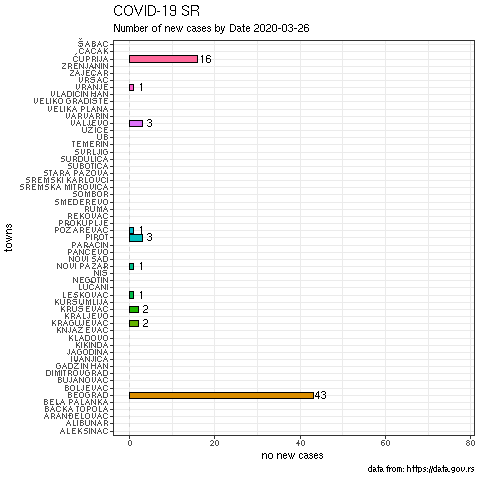 COVID-19 SR
Number of new cases by Date 2020-03-26
towns
ŠABAC
ČAČAK
ĆUPRIJA 16
ZRENJANIN
ZAJEČAR
VRŠAC
VRANJE 1
VLADIČIN HAN
VELIKO GRADIŠTE
VELIKA PLANA
VARVARIN
VALJEVO 3
UŽICE
UB
TEMERIN
SVRLJIG
SURDULICA
SUBOTICA
STARA PAZOVA
SREMSKI KARLOVCI
SREMSKA MITROVICA
SOMBOR
SMEDEREVO
RUMA
REKOVAC
PROKUPLJE
POŽAREVAC 1
PIROT 3
PARAĆIN
PANČEVO
NOVI SAD
NOVI PAZAR 1
NIŠ
NEGOTIN
LUČANI
LESKOVAC 1
KURŠUMLIJA
KRUŠEVAC 2
KRALJEVO
KRAGUJEVAC 2
KNJAŽEVAC
KLADOVO
KIKINDA
JAGODINA
IVANJICA
GADŽIN HAN
DIMITROVGRAD
BUJANOVAC
BOLJEVAC
BEOGRAD 43
BELA PALANKA
BAČKA TOPOLA
ARANĐELOVAC
ALIBUNAR
ALEKSINAC
0 20 40 60 80
no new cases
data from: https://data.gov.rs